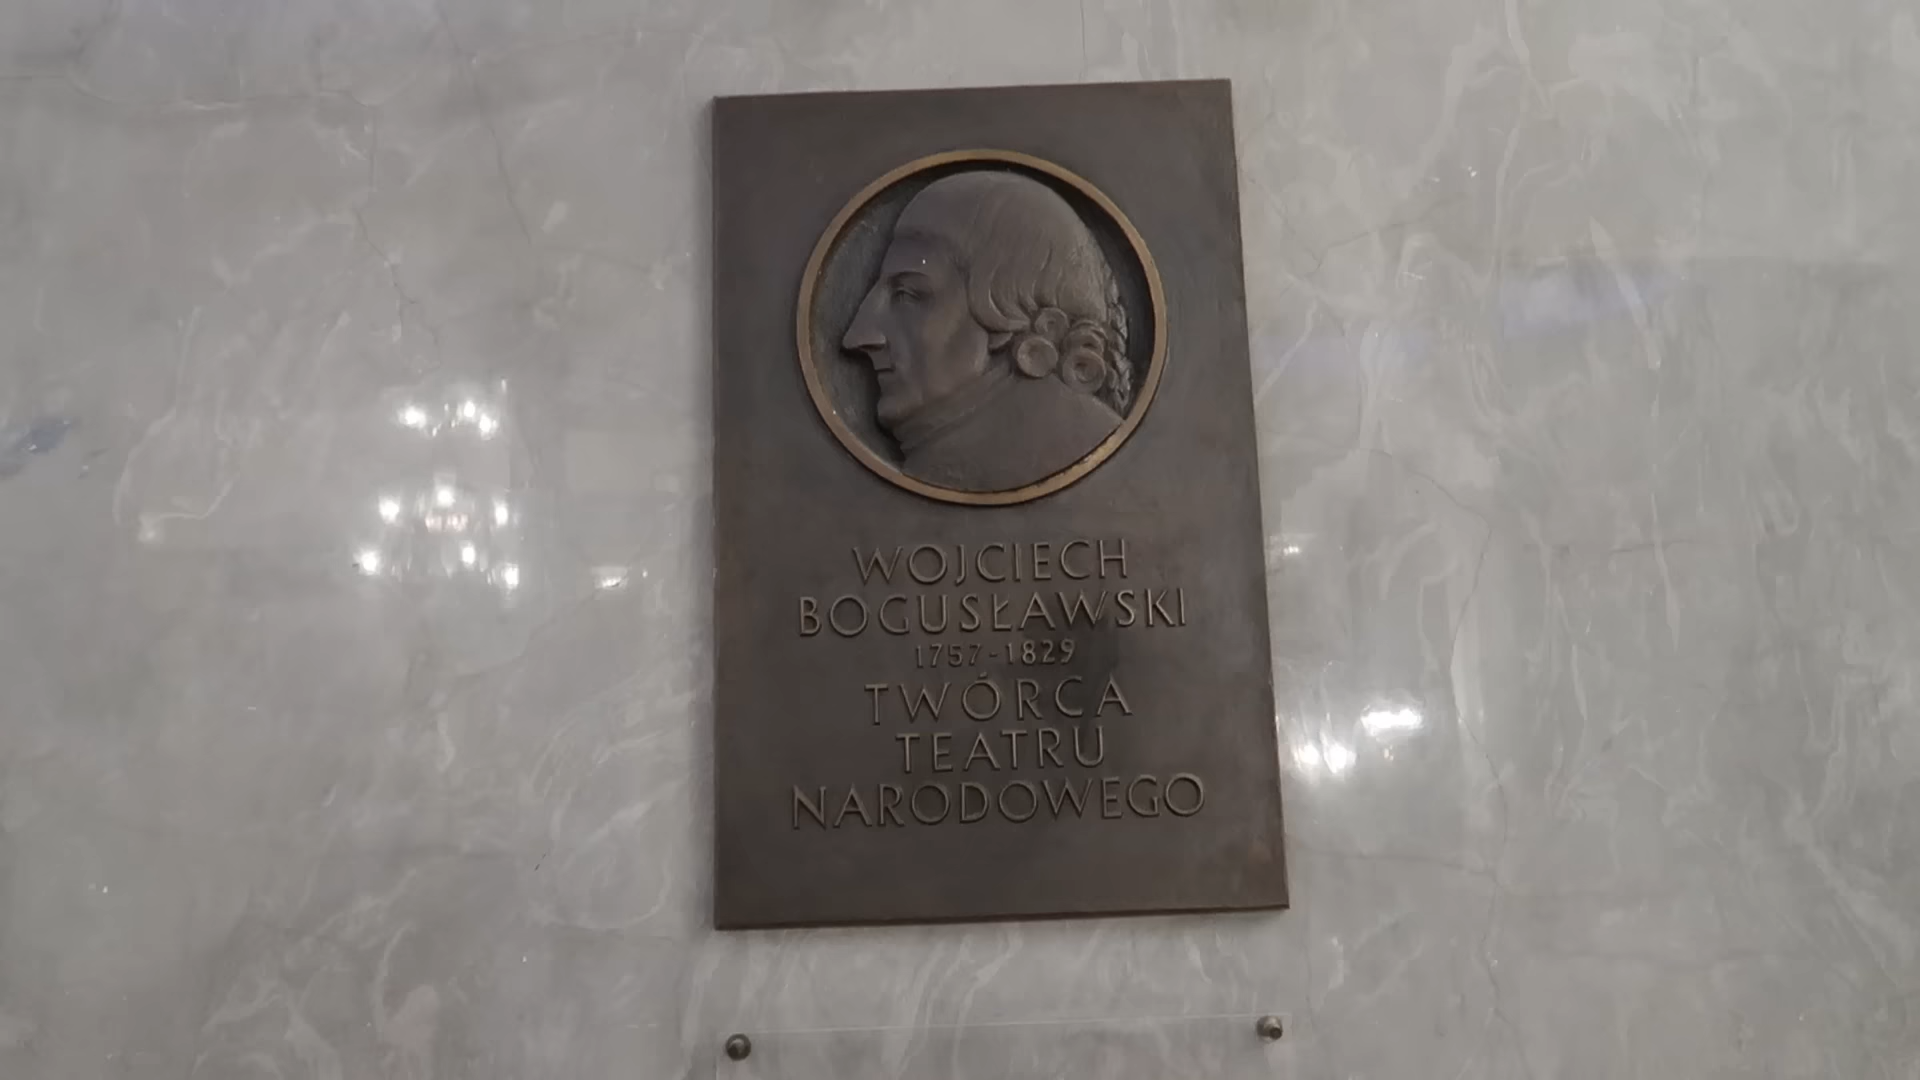 WOJCIECH
BOGUSŁAWSKI
1757-1829
TWÓRCA
TEATRU
NARODOWEGO